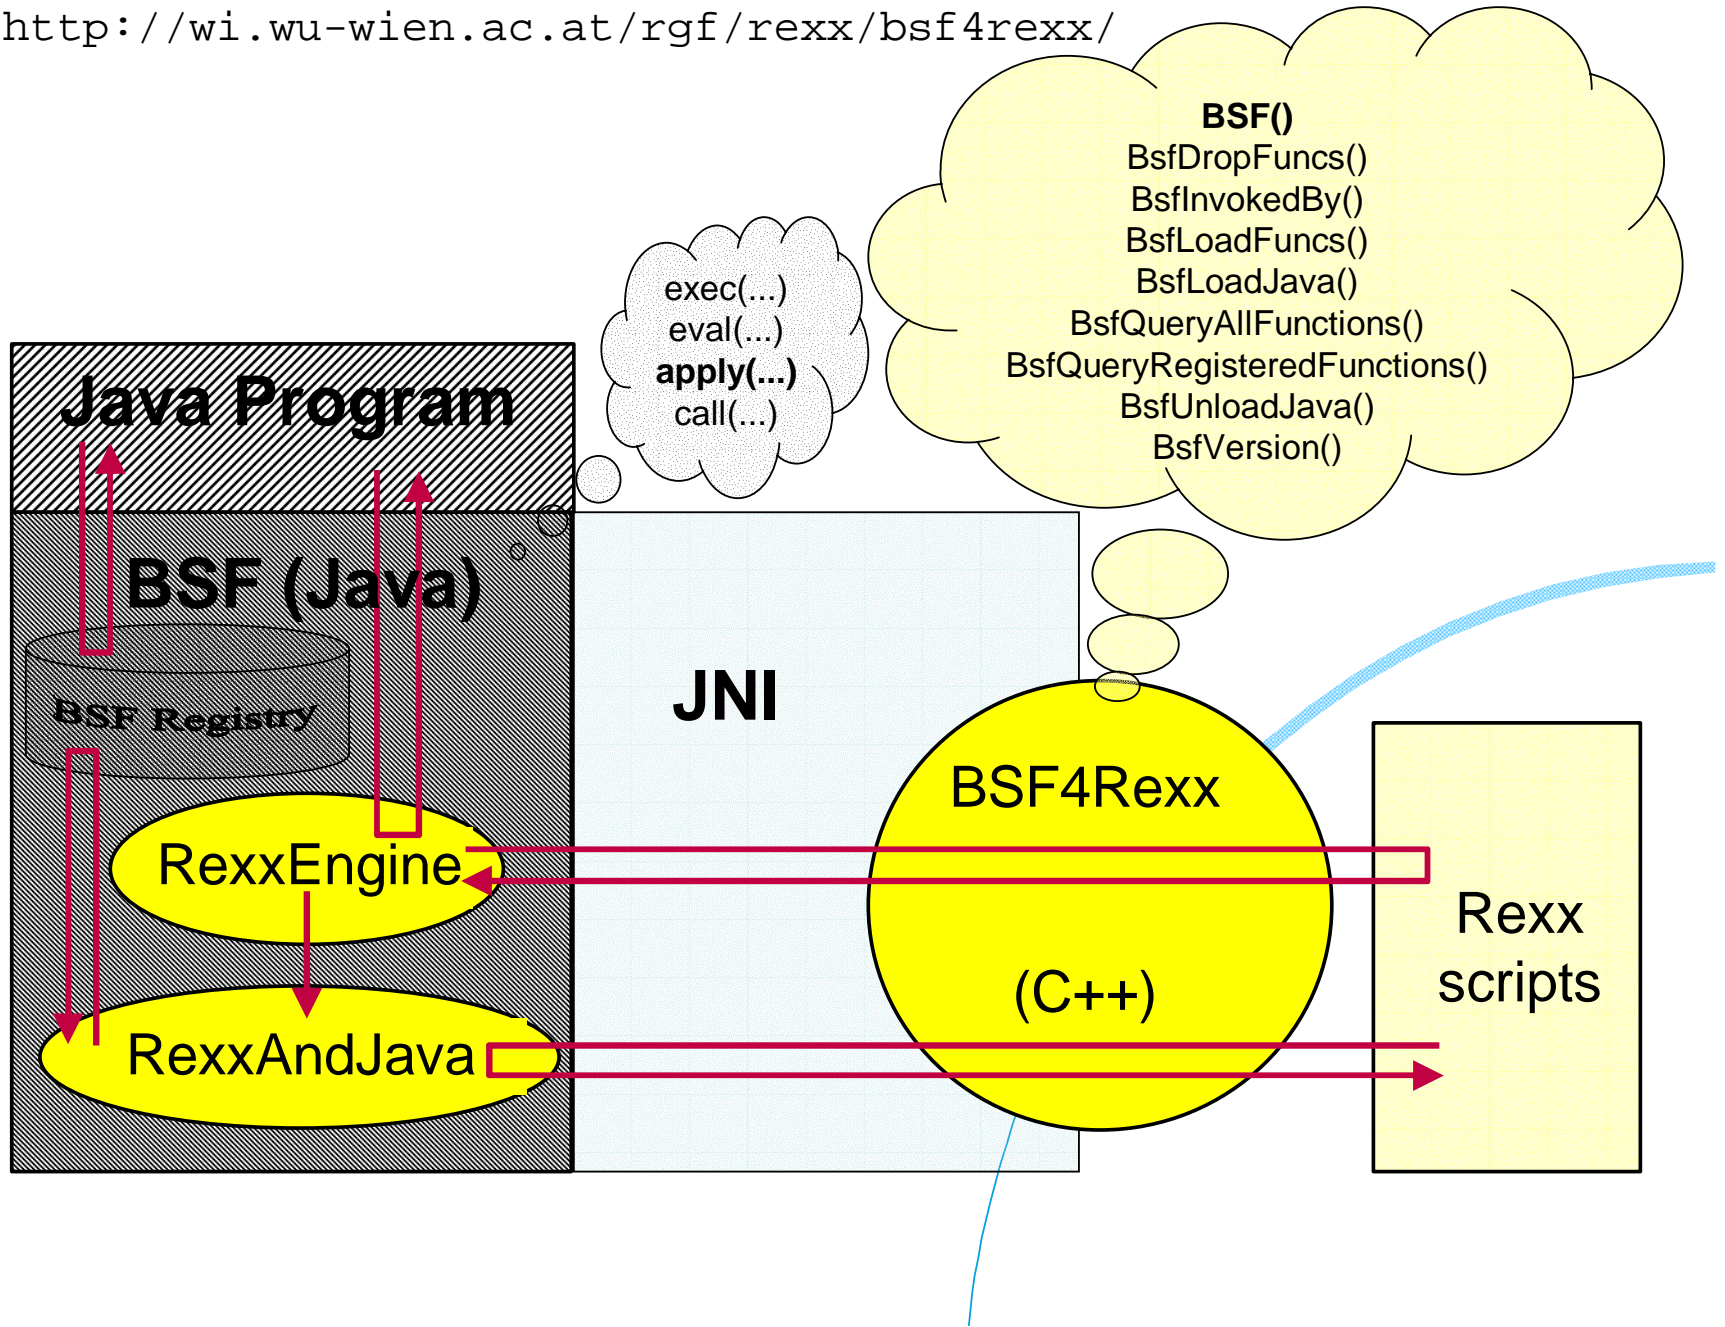 http://wi.wu-wien.ac.at/rgf/rexx/bsf4rexx/
BSF()
BsfDropFuncs()
BsfInvokedBy()
BsfLoadFuncs()
BsfLoadJava()
BsfQueryAllFunctions()
BsfQueryRegisteredFunctions()
BsfUnloadJava()
BsfVersion()
exec(...)
eval(...)
apply(...)
call(...)
Java Program
BSF (Java)
BSF Registry
JNI
BSF4Rexx
(C++)
RexxEngine
RexxAndJava
Rexx
scripts